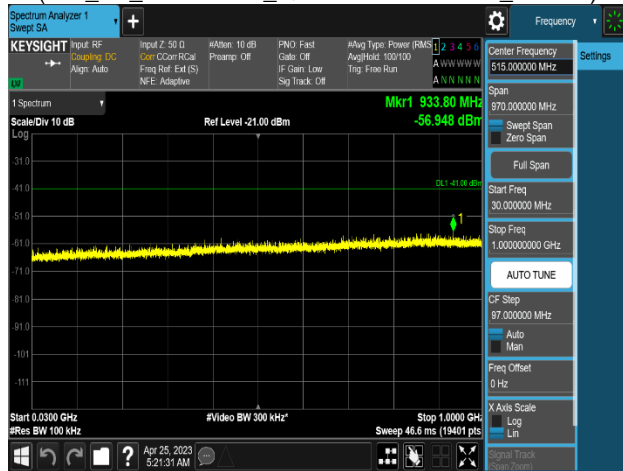 Spectrum Analyzer 1
Swept SA
Frequency
KEYSIGHT
Input: RF
Coupling: DC
Align: Auto
Input Z: 50 Ω
Corr CCorr RCal
Freq Ref: Ext (S)
NFE: Adaptive
#Atten: 10 dB
Preamp: Off
PNO: Fast
Gate: Off
IF Gain: Low
Sig Track: Off
#Avg Type: Power (RMS
Avg|Hold: 100/100
Trig: Free Run
1 2 3 4 5 6
A WW WW W
A N N N N N
1 Spectrum
Scale/Div 10 dB
Log
Ref Level -21.00 dBm
Mkr1 933.80 MHz
-56.948 dBm
-31.0
-41.0
-51.0
-61.0
-71.0
-81.0
-91.0
-101
-111
DL1 -41.00 dBm
1
Start 0.0300 GHz
#Res BW 100 kHz
#Video BW 300 kHz*
Stop 1.0000 GHz
Sweep 46.6 ms (19401 pts
Center Frequency
515.000000 MHz
Settings
Span
970.000000 MHz
Swept Span
Zero Span
Full Span
Start Freq
30.000000 MHz
Stop Freq
1.000000000 GHz
AUTO TUNE
CF Step
97.000000 MHz
Auto
Man
Freq Offset
0 Hz
X Axis Scale
Log
Lin
Signal Track
(Span Zoom)
?
Apr 25, 2023
5:21:31 AM